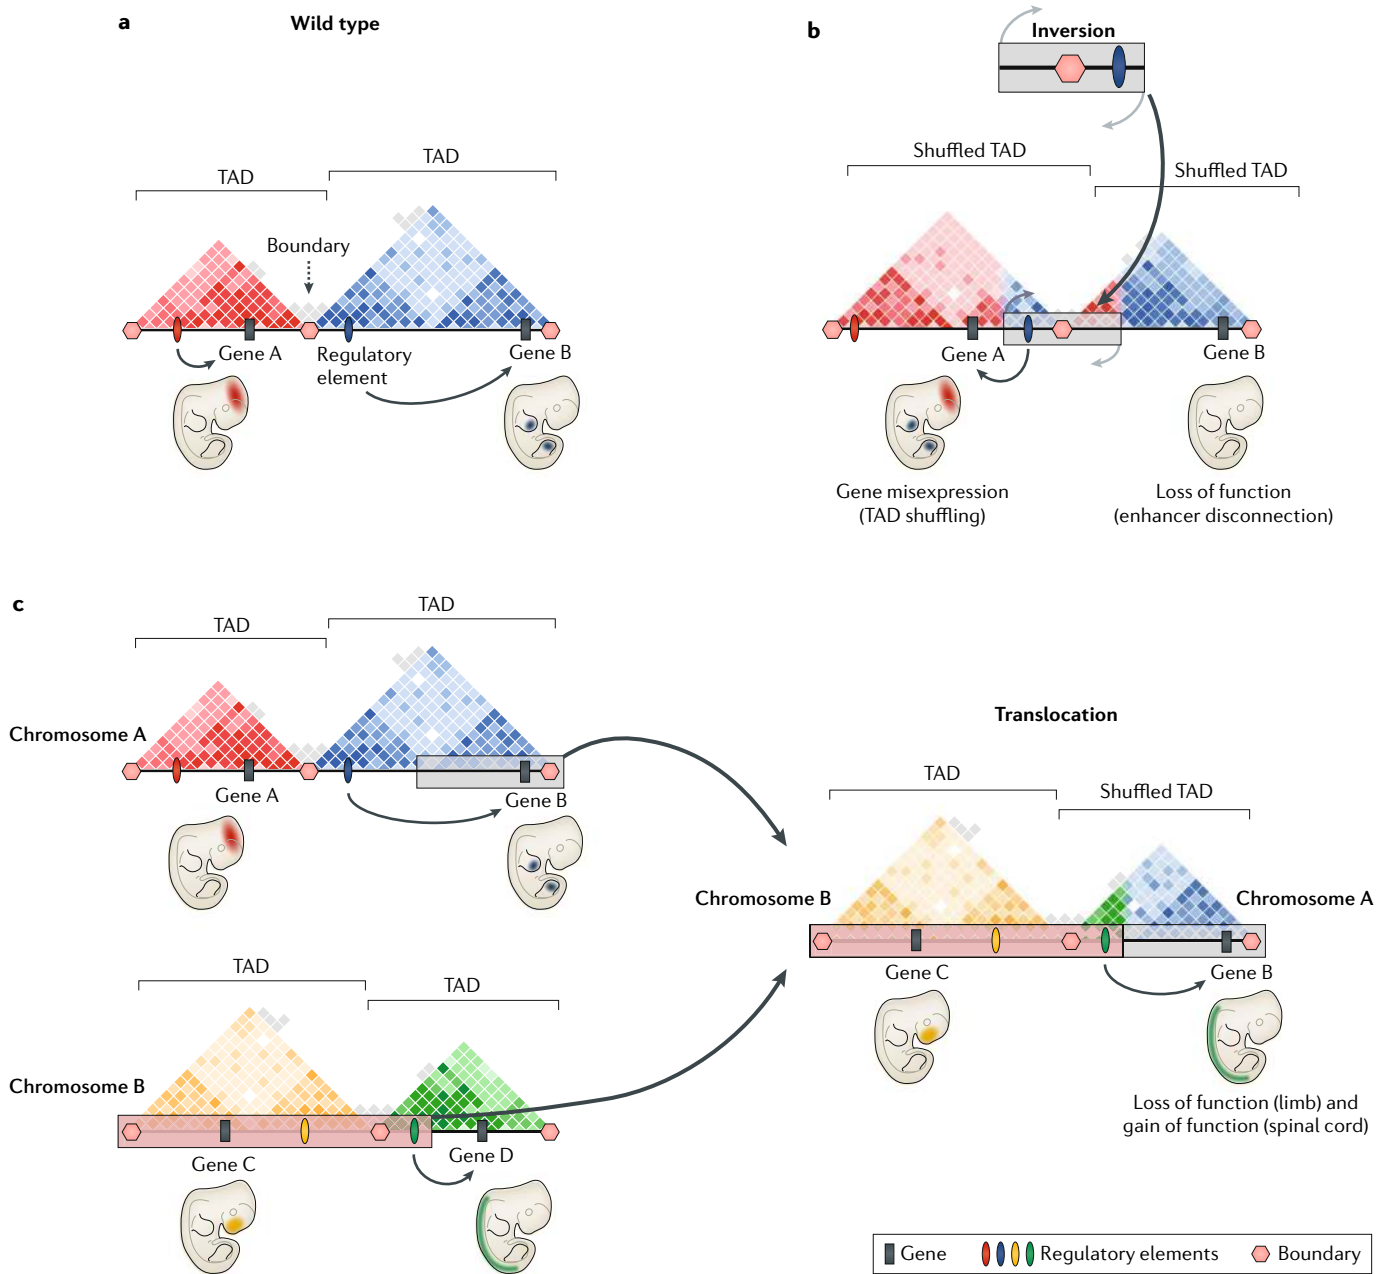 a
Wild type
TAD
TAD
Boundary
Gene A
Regulatory
element
Gene B
b
Inversion
Shuffled TAD
Shuffled TAD
Gene A
Gene B
Gene misexpression
(TAD shuffling)
Loss of function
(enhancer disconnection)
c
TAD
TAD
Chromosome A
Gene A
Gene B
TAD
TAD
Chromosome B
Gene C
Gene D
Translocation
TAD
Shuffled TAD
Chromosome B
Chromosome A
Gene C
Gene B
Loss of function (limb) and
gain of function (spinal cord)
Gene
Regulatory elements
Boundary